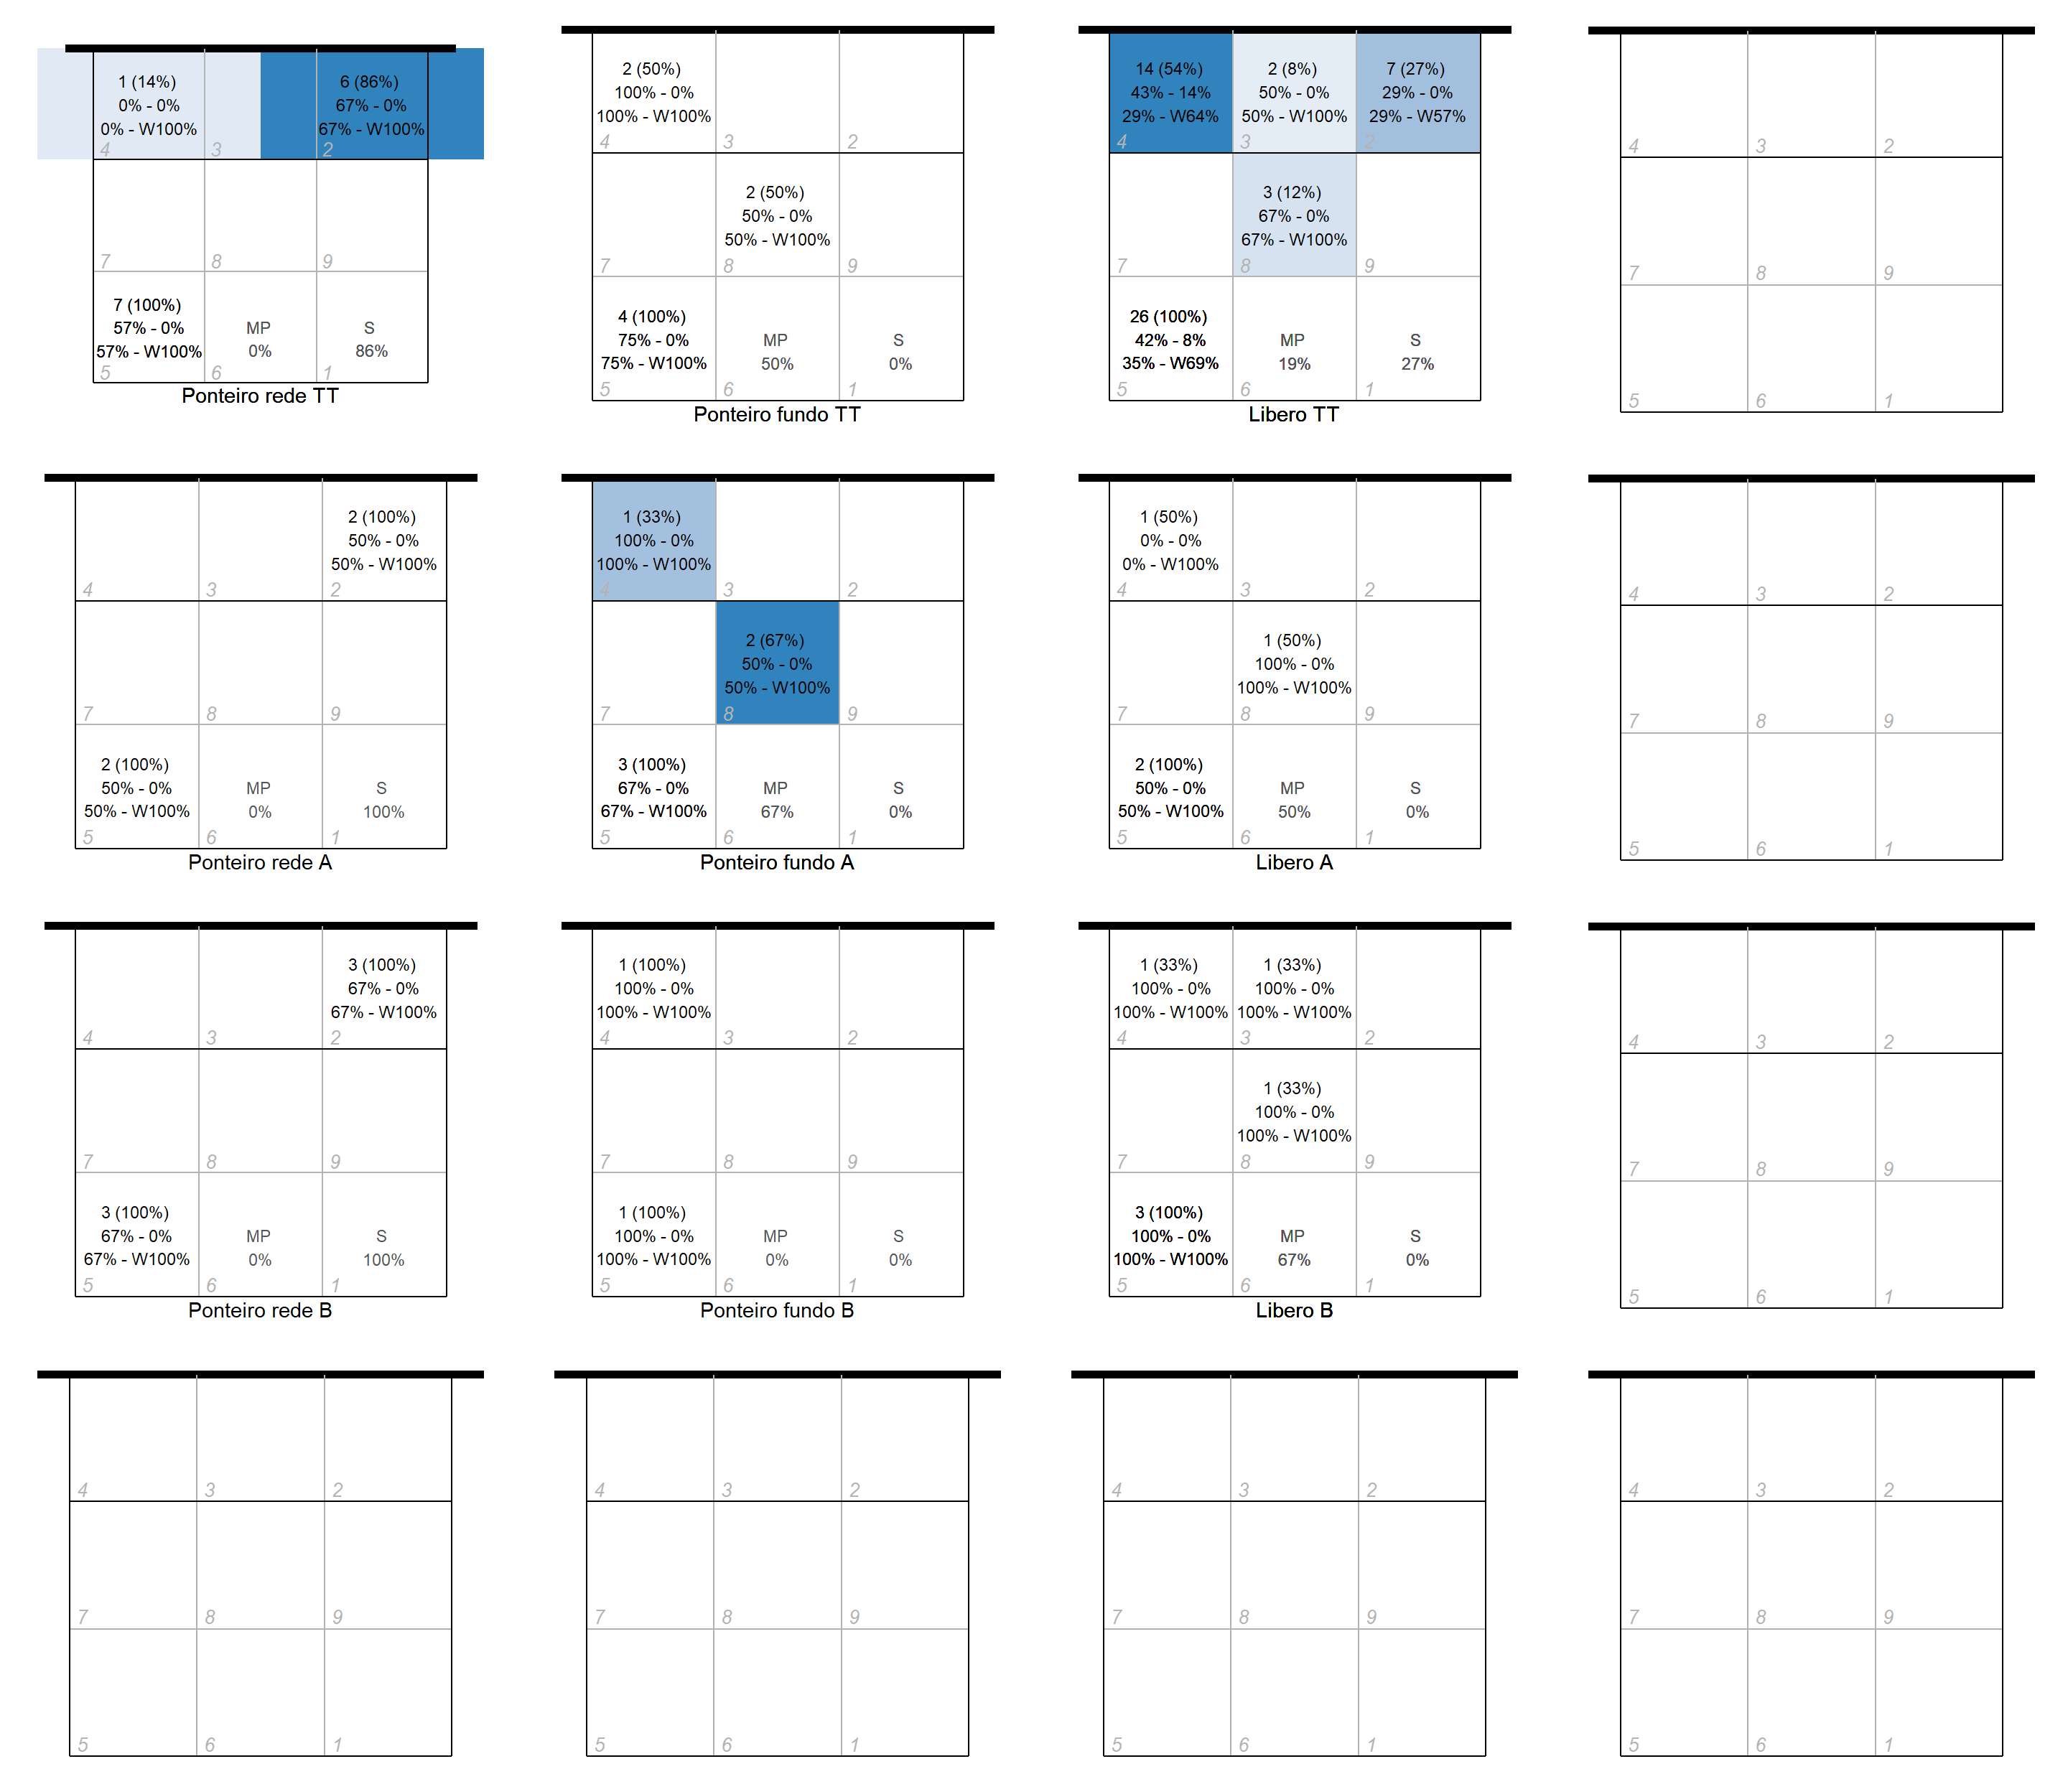 1 (14%)
0% - 0%
0% - W100%
6 (86%)
67% - 0%
67% - W100%
4 3 2
7 8 9
7 (100%)
57% - 0%
57% - W100%
MP
0%
S
86%
5 6 1
Ponteiro rede TT
2 (50%)
100% - 0%
100% - W100%
4 3 2
2 (50%)
50% - 0%
50% - W100%
7 8 9
4 (100%)
75% - 0%
75% - W100%
MP
50%
S
0%
5 6 1
Ponteiro fundo TT
14 (54%)
43% - 14%
29% - W64%
2 (8%)
50% - 0%
50% - W100%
7 (27%)
29% - 0%
29% - W57%
4 3 2
3 (12%)
67% - 0%
67% - W100%
7 8 9
26 (100%)
42% - 8%
35% - W69%
MP
19%
S
27%
5 6 1
Libero TT
4 3 2
7 8 9
5 6 1
2 (100%)
50% - 0%
50% - W100%
4 3 2
7 8 9
2 (100%)
50% - 0%
50% - W100%
MP
0%
S
100%
5 6 1
Ponteiro rede A
1 (33%)
100% - 0%
100% - W100%
4 3 2
2 (67%)
50% - 0%
50% - W100%
7 8 9
3 (100%)
67% - 0%
67% - W100%
MP
67%
S
0%
5 6 1
Ponteiro fundo A
1 (50%)
0% - 0%
0% - W100%
4 3 2
1 (50%)
100% - 0%
100% - W100%
7 8 9
2 (100%)
50% - 0%
50% - W100%
MP
50%
S
0%
5 6 1
Libero A
4 3 2
7 8 9
5 6 1
3 (100%)
67% - 0%
67% - W100%
4 3 2
7 8 9
3 (100%)
67% - 0%
67% - W100%
MP
0%
S
100%
5 6 1
Ponteiro rede B
1 (100%)
100% - 0%
100% - W100%
4 3 2
7 8 9
1 (100%)
100% - 0%
100% - W100%
MP
0%
S
0%
5 6 1
Ponteiro fundo B
1 (33%)
100% - 0%
100% - W100%
1 (33%)
100% - 0%
100% - W100%
4 3 2
1 (33%)
100% - 0%
100% - W100%
7 8 9
3 (100%)
100% - 0%
100% - W100%
MP
67%
S
0%
5 6 1
Libero B
4 3 2
7 8 9
5 6 1
4 3 2
7 8 9
5 6 1
4 3 2
7 8 9
5 6 1
4 3 2
7 8 9
5 6 1
4 3 2
7 8 9
5 6 1